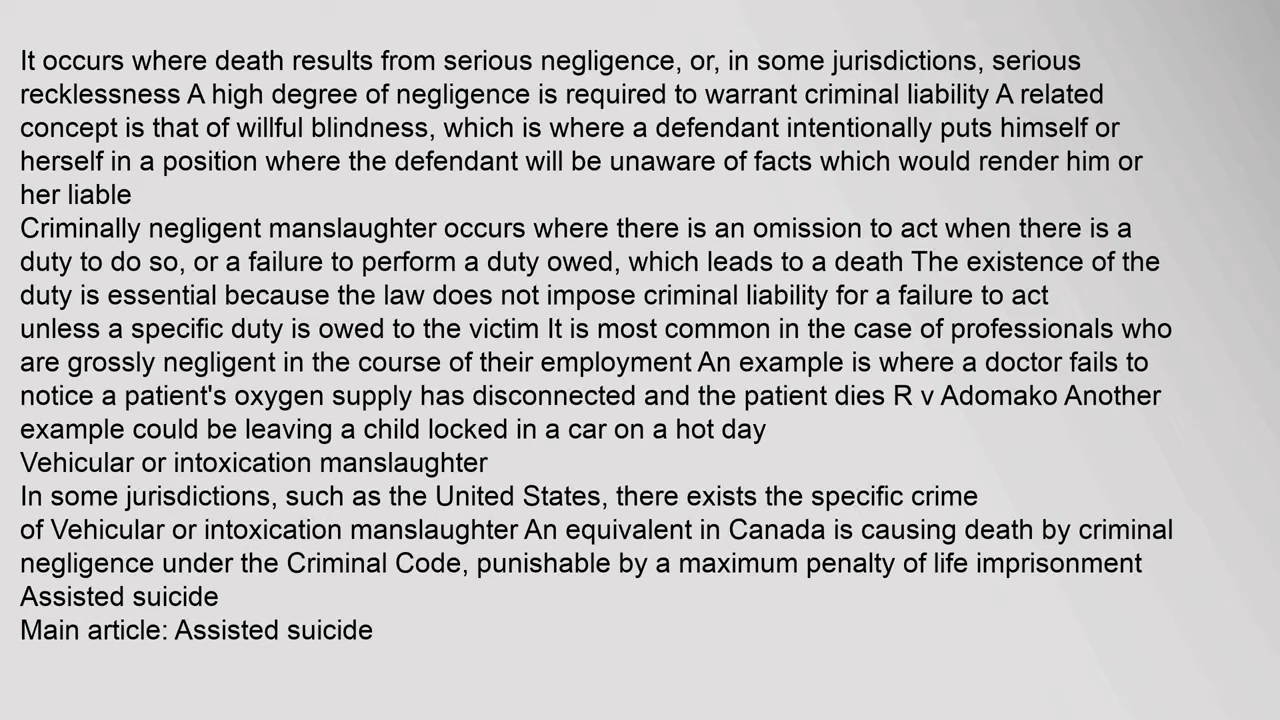 It occurs where death results from serious negligence, or, in some jurisdictions, serious
recklessness A high degree of negligence is required to warrant criminal liability A related
concept is that of willful blindness, which is where a defendant intentionally puts himself or
herself in a position where the defendant will be unaware of facts which would render him or
her liable
Criminally negligent manslaughter occurs where there is an omission to act when there is a
duty to do so, or a failure to perform a duty owed, which leads to a death The existence of the
duty is essential because the law does not impose criminal liability for a failure to act
unless a specific duty is owed to the victim It is most common in the case of professionals who
are grossly negligent in the course of their employment An example is where a doctor fails to
notice a patient's oxygen supply has disconnected and the patient dies R v Adomako Another
example could be leaving a child locked in a car on a hot day
Vehicular or intoxication manslaughter
In some jurisdictions, such as the United States, there exists the specific crime
of Vehicular or intoxication manslaughter An equivalent in Canada is causing death by criminal
negligence under the Criminal Code, punishable by a maximum penalty of life imprisonment
Assisted suicide
Main article: Assisted suicide